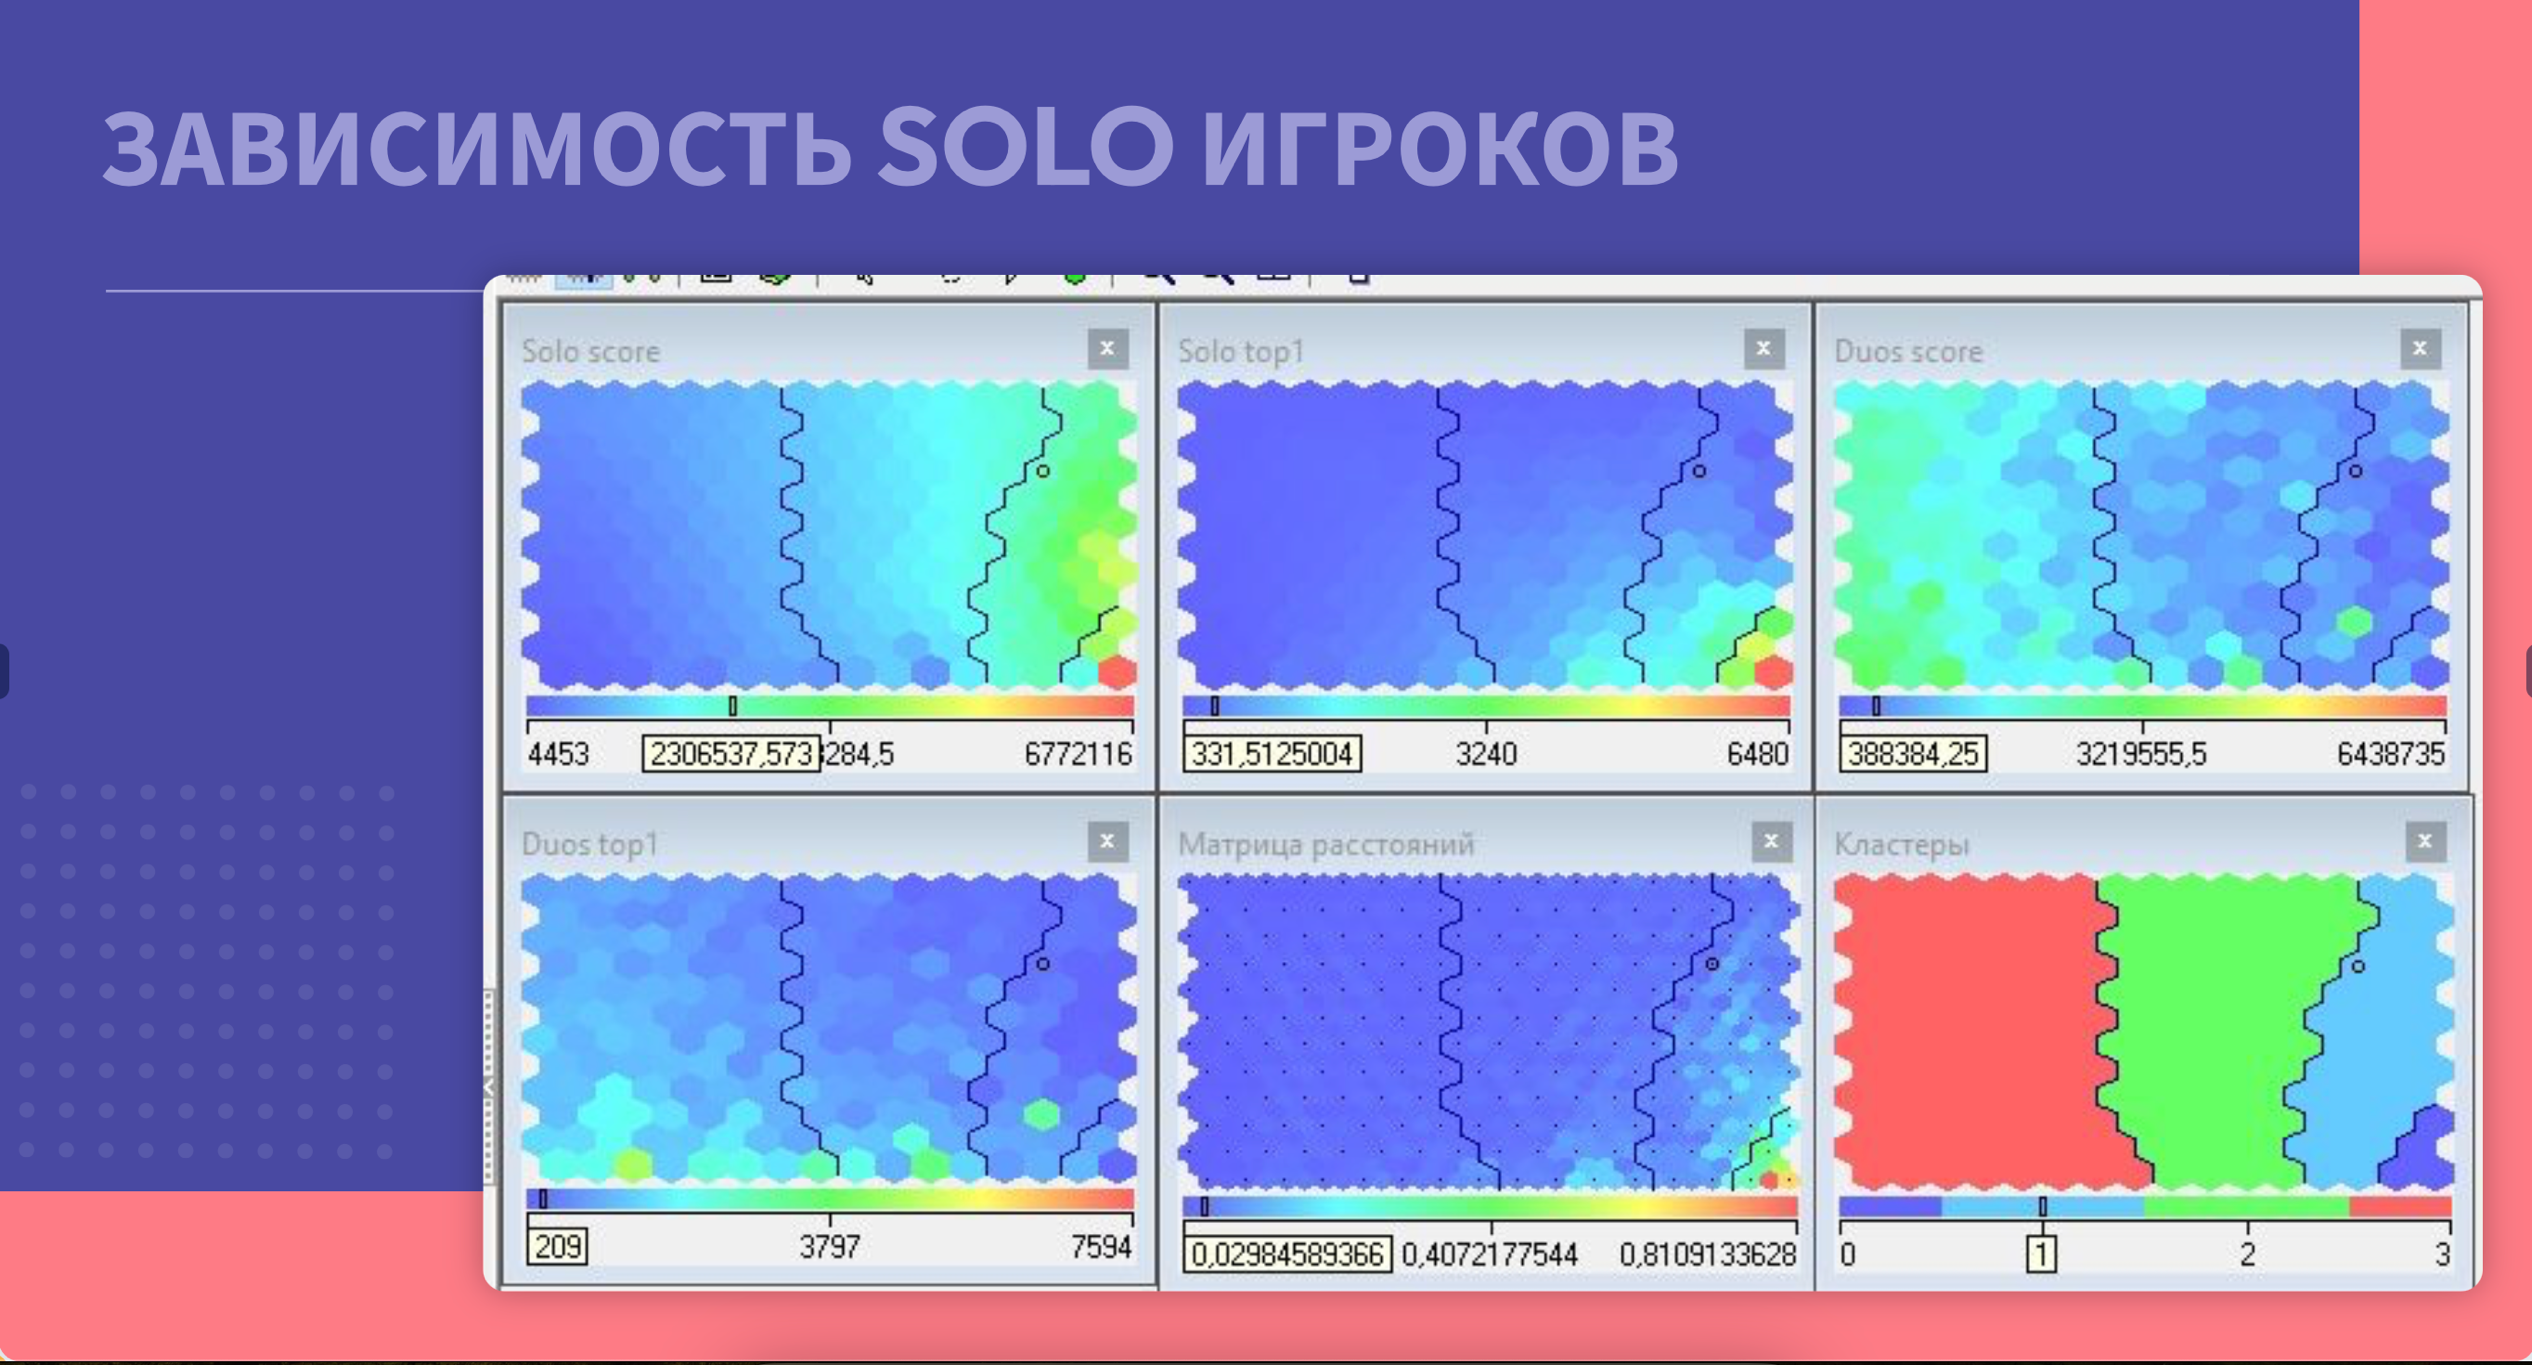 ЗАВИСИМОСТЬ SOLO ИГРОКОВ
Solo score
x
Solo top1
x
Duos score
x
4453
2306537,573
284,5
6772116
331,5125004
3240
6480
388384,25
3219555,5
6438735
Duos top1
x
Матрица расстояний
x
Кластеры
x
209
3797
7594
0,02984589366
0,4072177544
0,8109133628
0
1
2
3